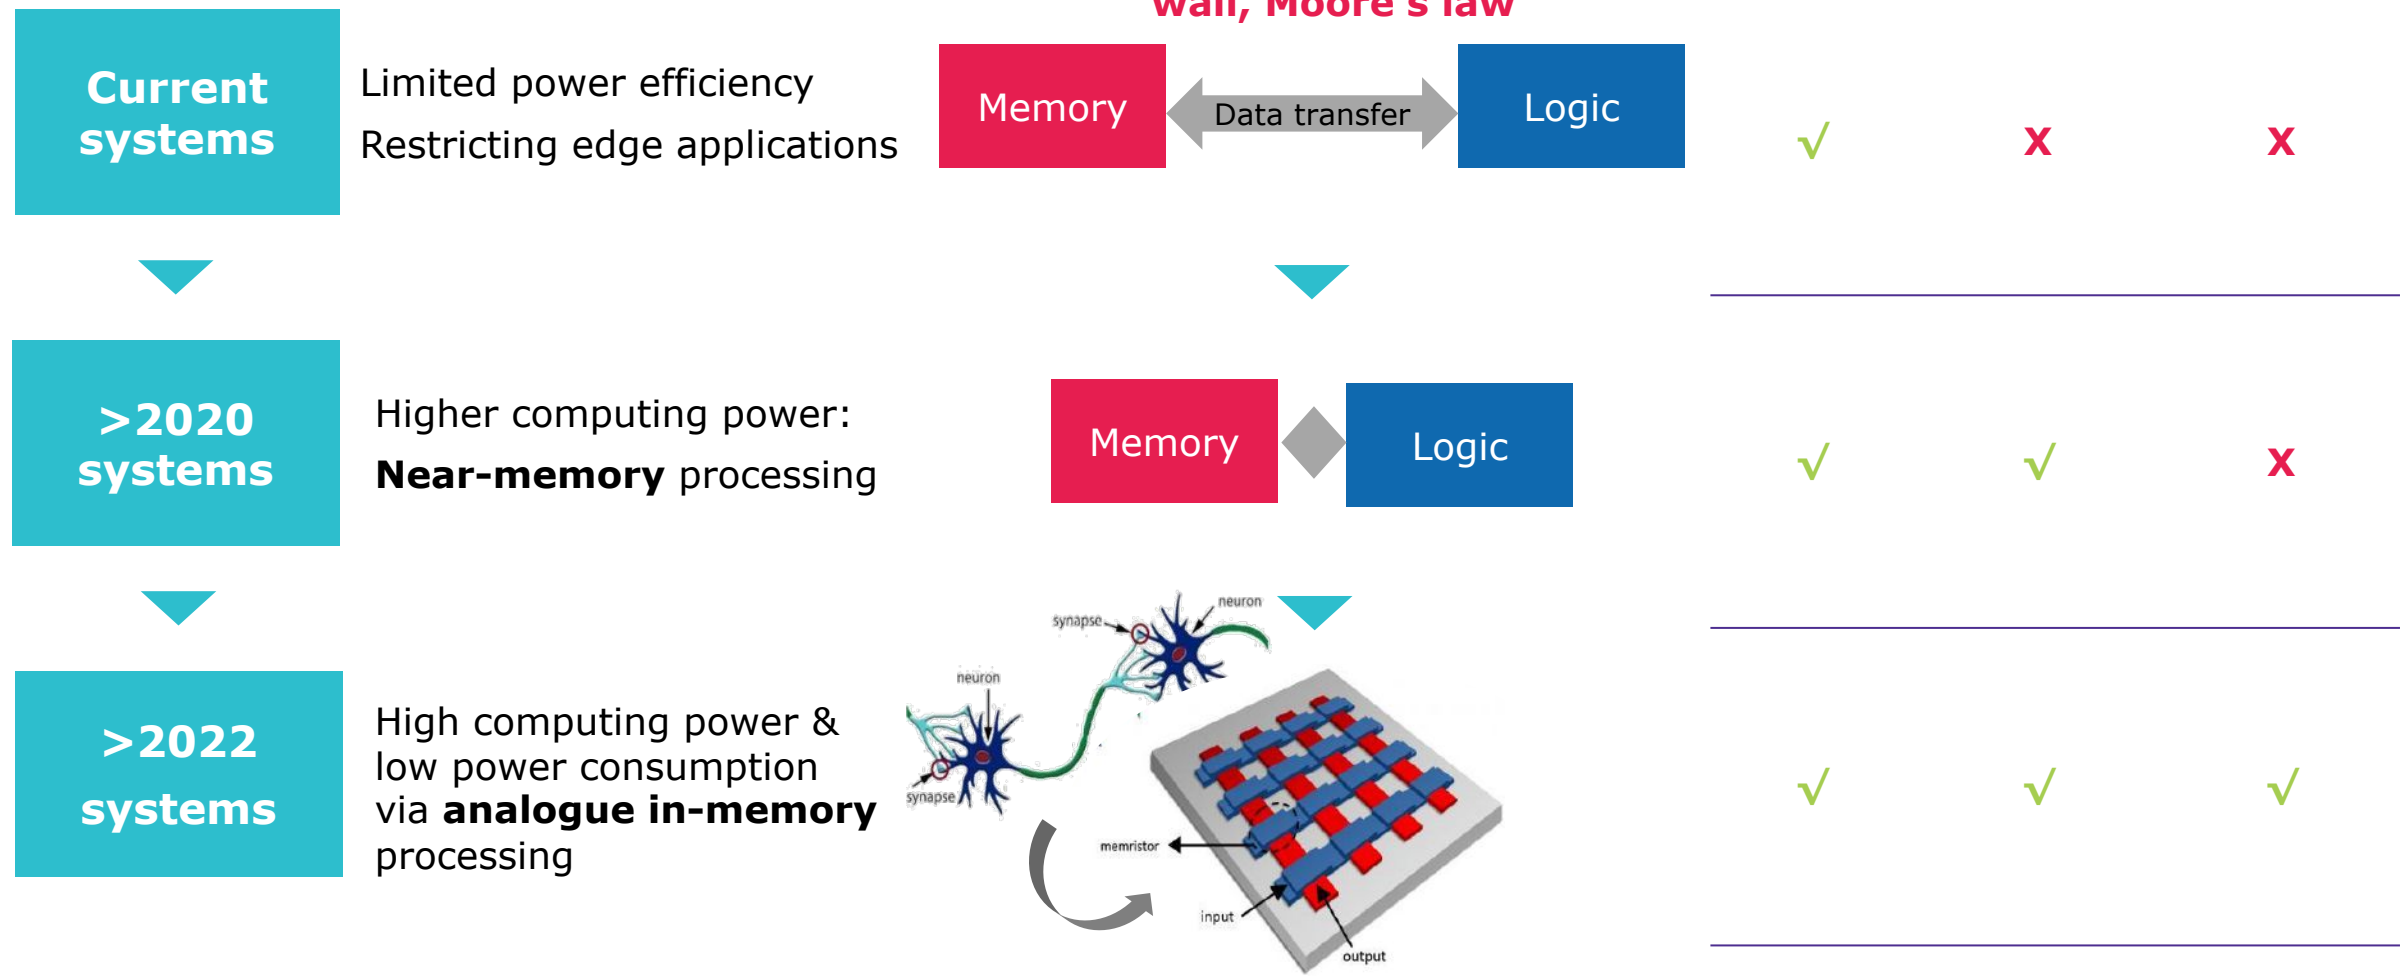 wall, Moore's law
Current
systems
Limited power efficiency
Restricting edge applications
Memory
Data transfer
Logic
√ x x
>2020
systems
Higher computing power:
Near-memory processing
Memory
Logic
√ √ x
>2022
systems
High computing power &
low power consumption
via analogue in-memory
processing
synapse
neuron
neuron
synapse
memristor
input
output
√ √ √